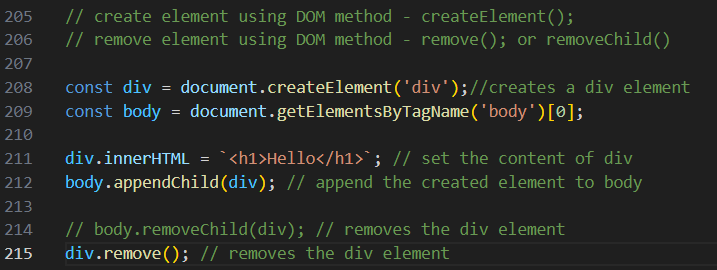 205 // create element using DOM method - createElement();
206 // remove element using DOM method - remove(); or removeChild()
207
208 const div = document.createElement('div');//creates a div element
209 const body = document.getElementsByTagName('body')[0];
210
211 div.innerHTML = `<h1>Hello</h1>`; // set the content of div
212 body.appendChild(div); // append the created element to body
213
214 // body.removeChild(div); // removes the div element
215 div.remove(); // removes the div element